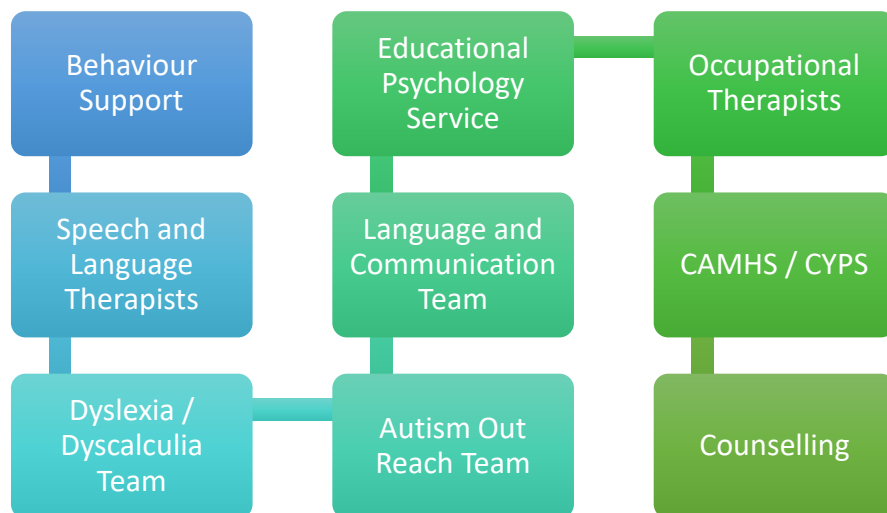 Behaviour
Support
Speech and
Language
Therapists
Dyslexia /
Dyscalculia
Team
Autism Out
Reach Team
Language and
Communication
Team
Educational
Psychology
Service
Occupational
Therapists
CAMHS / CYPS
Counselling